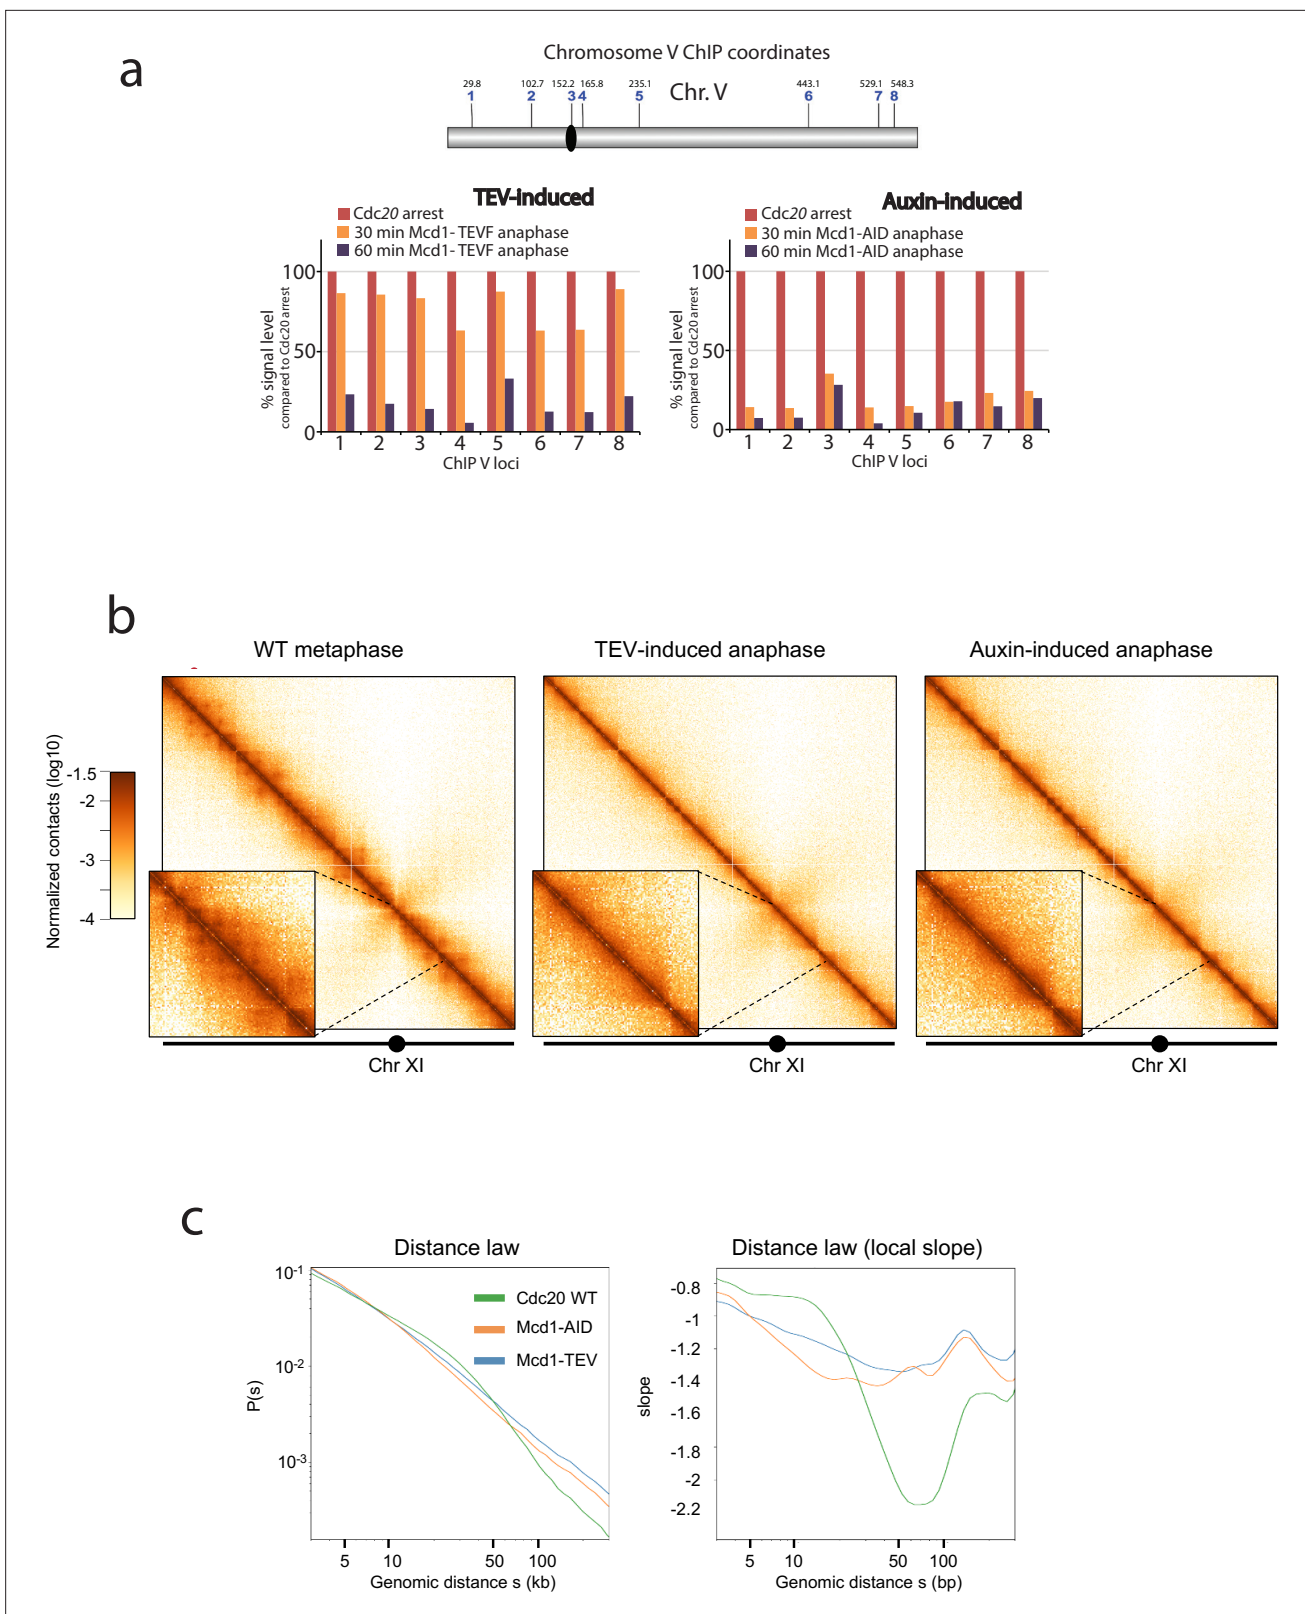 a
Chromosome V ChIP coordinates
29.8 102.7 152.2 165.8 235.1 443.1 529.1 548.3
1 2 3 4 5 Chr. V 6 7 8
TEV-induced
Cdc20 arrest
30 min Mcd1-TEVF anaphase
60 min Mcd1-TEVF anaphase
% signal level
compared to Cdc20 arrest
100
50
0
1 2 3 4 5 6 7 8
ChIP V loci
Auxin-induced
Cdc20 arrest
30 min Mcd1-AID anaphase
60 min Mcd1-AID anaphase
% signal level
compared to Cdc20 arrest
100
50
0
1 2 3 4 5 6 7 8
ChIP V loci
b
WT metaphase
TEV-induced anaphase
Auxin-induced anaphase
Normalized contacts (log10)
-1.5
-2
-3
-4
Chr XI
Chr XI
Chr XI
c
Distance law
P(s)
10-1
10-2
10-3
Cdc20 WT
Mcd1-AID
Mcd1-TEV
5 10 50 100
Genomic distance s (kb)
Distance law (local slope)
slope
-0.8
-1
-1.2
-1.4
-1.6
-1.8
-2
-2.2
5 10 50 100
Genomic distance s (bp)